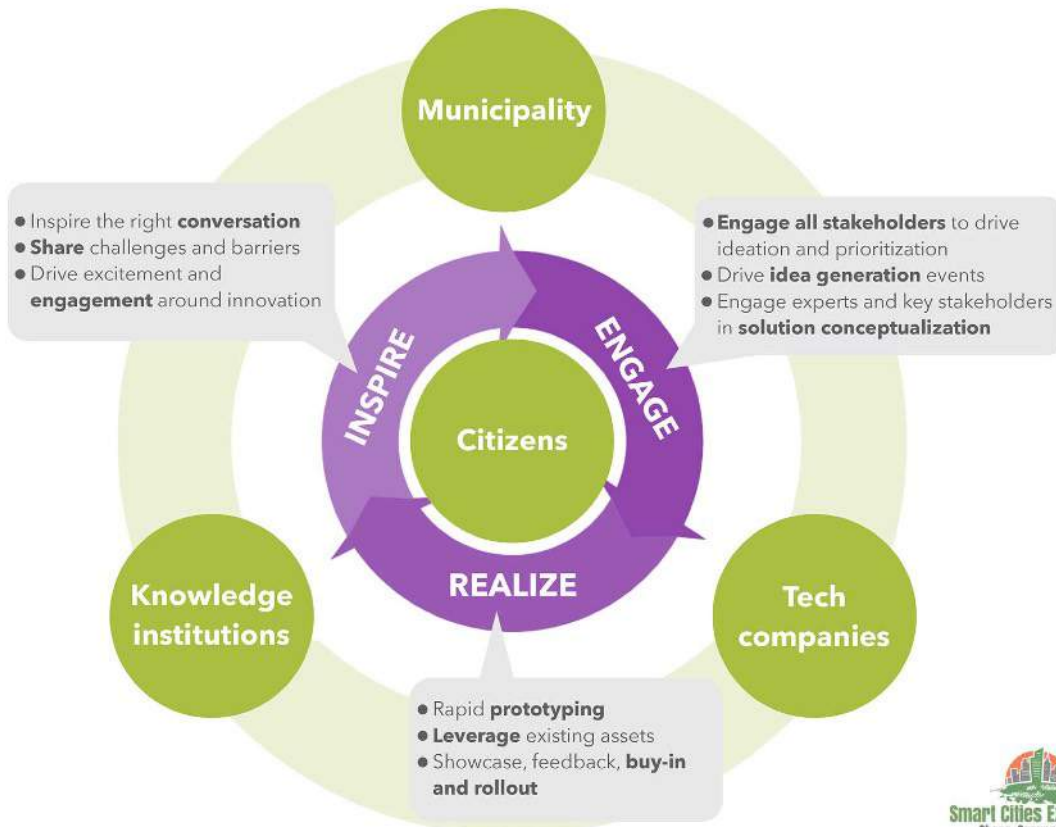 Municipality
● Inspire the right conversation
● Share challenges and barriers
● Drive excitement and
engagement around innovation
● Engage all stakeholders to drive
ideation and prioritization
● Drive idea generation events
● Engage experts and key stakeholders
in solution conceptualization
INSPIRE
ENGAGE
Citizens
REALIZE
Knowledge
institutions
Tech
companies
● Rapid prototyping
● Leverage existing assets
● Showcase, feedback, buy-in
and rollout
Smart Cities E